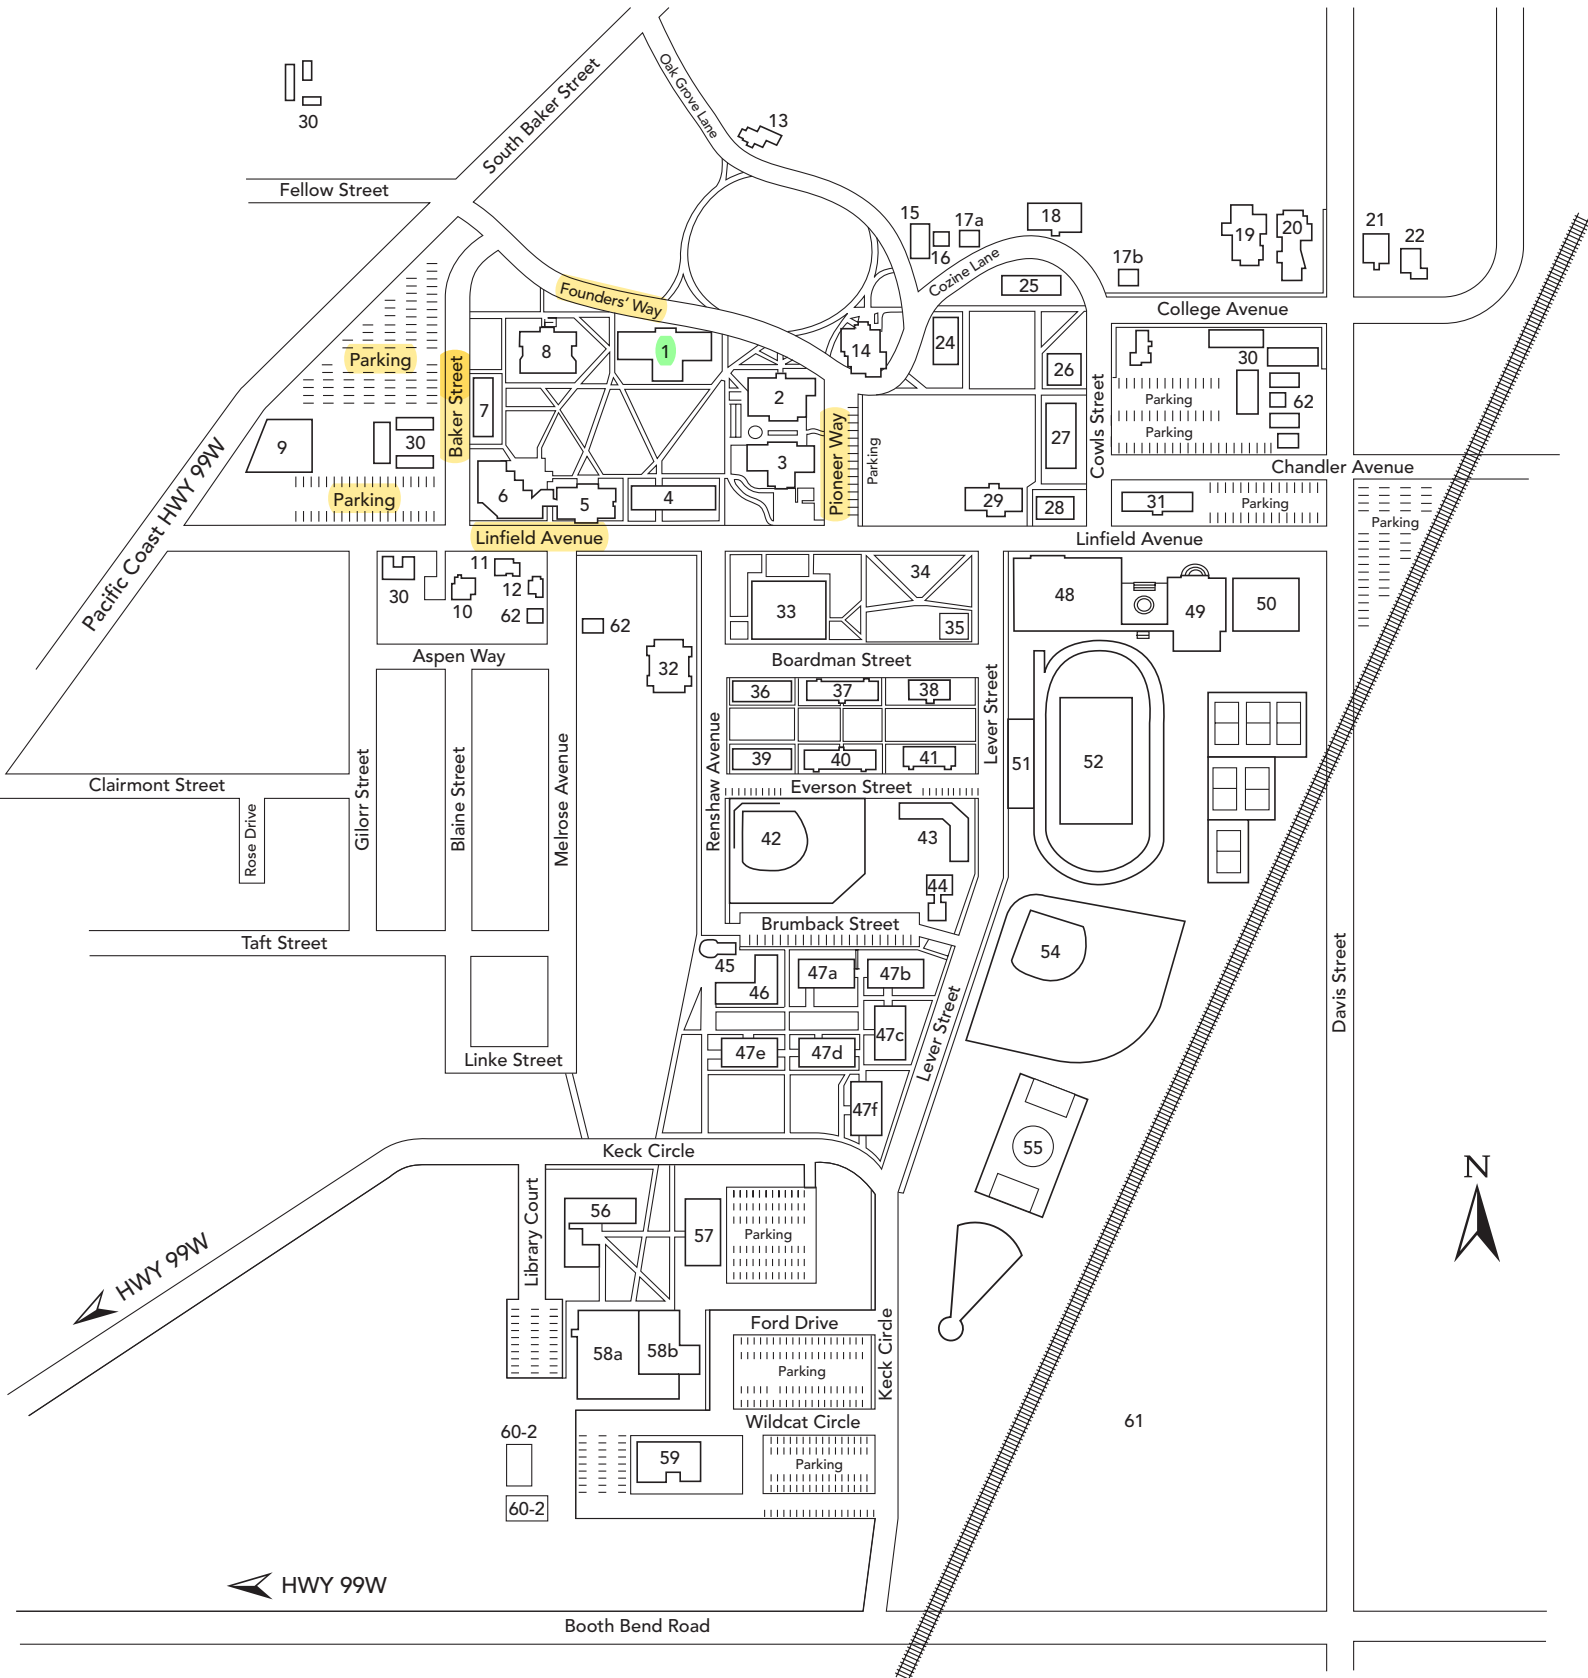 South Baker Street
Oak Grove Lane
13
30
Fellow Street
15
17a
18
16
19
20
21
22
Cozine Lane
17b
25
College Avenue
Founders' Way
8
1
14
24
26
30
Parking
Baker Street
7
2
Pioneer Way
Parking
27
Cowls Street
Parking
62
Parking
9
30
3
Chandler Avenue
Parking
6
5
4
29
28
31
Parking
Parking
Pacific Coast HWY 99W
Linfield Avenue
Linfield Avenue
30
11
10
12
62
62
33
34
35
48
49
50
Aspen Way
32
Boardman Street
36
37
38
Lever Street
Renshaw Avenue
39
40
41
51
52
Clairmont Street
Rose Drive
Gilorr Street
Blaine Street
Melrose Avenue
Everson Street
42
43
44
Taft Street
Brumback Street
45
46
47a
47b
54
Davis Street
47c
Lever Street
47e
47d
Linke Street
47f
55
Keck Circle
N
Library Court
56
57
Parking
HWY 99W
58a
58b
Ford Drive
Parking
Keck Circle
Wildcat Circle
61
60-2
59
Parking
60-2
HWY 99W
Booth Bend Road